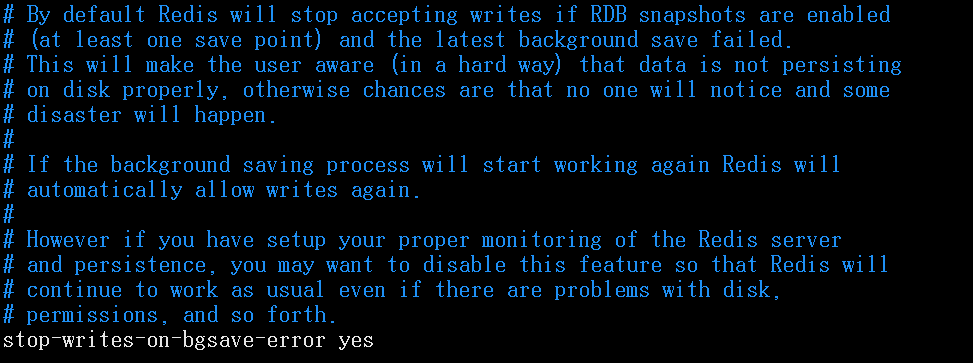 # By default Redis will stop accepting writes if RDB snapshots are enabled
# (at least one save point) and the latest background save failed.
# This will make the user aware (in a hard way) that data is not persisting
# on disk properly, otherwise chances are that no one will notice and some
# disaster will happen.
#
# If the background saving process will start working again Redis will
# automatically allow writes again.
#
# However if you have setup your proper monitoring of the Redis server
# and persistence, you may want to disable this feature so that Redis will
# continue to work as usual even if there are problems with disk,
# permissions, and so forth.
stop-writes-on-bgsave-error yes